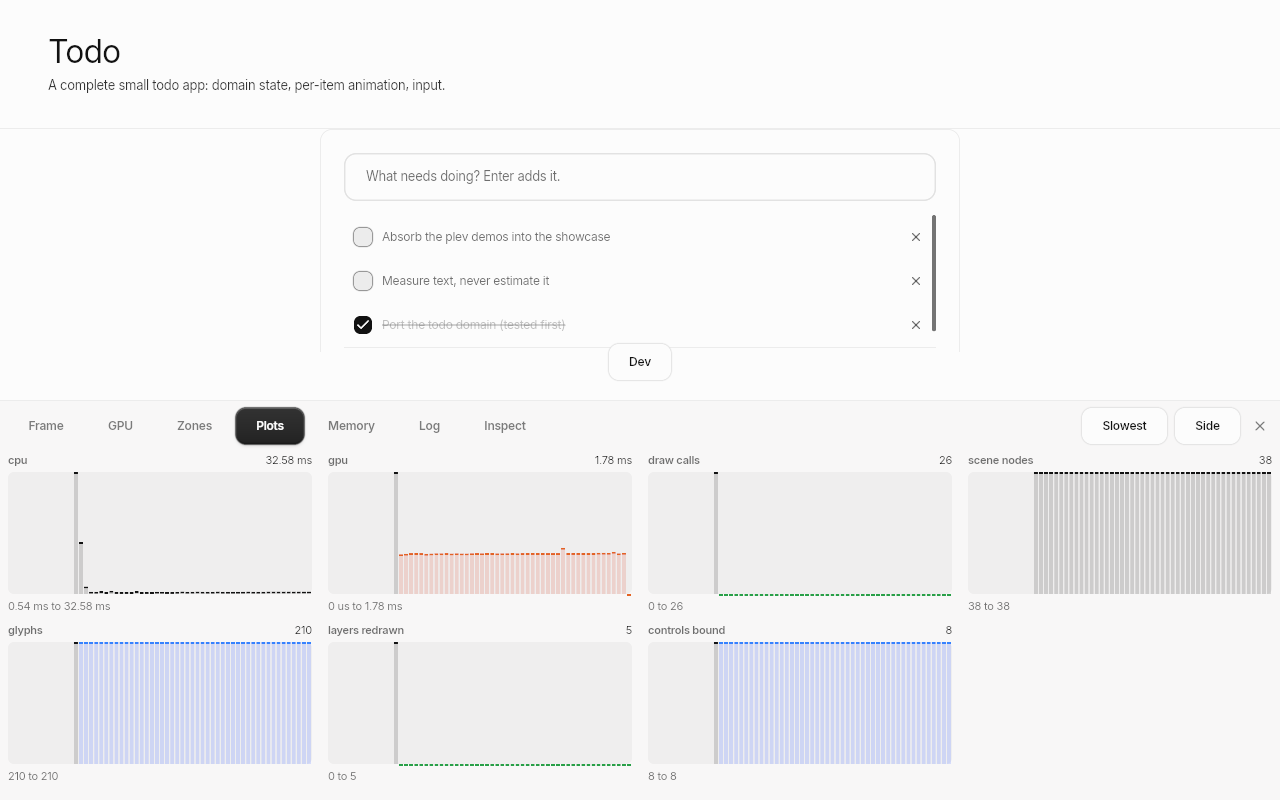 Todo
A complete small todo app: domain state, per-item animation, input.
What needs doing? Enter adds it.
Absorb the plev demos into the showcase
Measure text, never estimate it
Port the todo domain (tested first)
Dev
Frame GPU Zones Plots Memory Log Inspect Slowest Side
cpu 32.58 ms gpu 1.78 ms draw calls 26 scene nodes 38
0.54 ms to 32.58 ms 0 us to 1.78 ms 0 to 26 38 to 38
glyphs 210 layers redrawn 5 controls bound 8
210 to 210 0 to 5 8 to 8